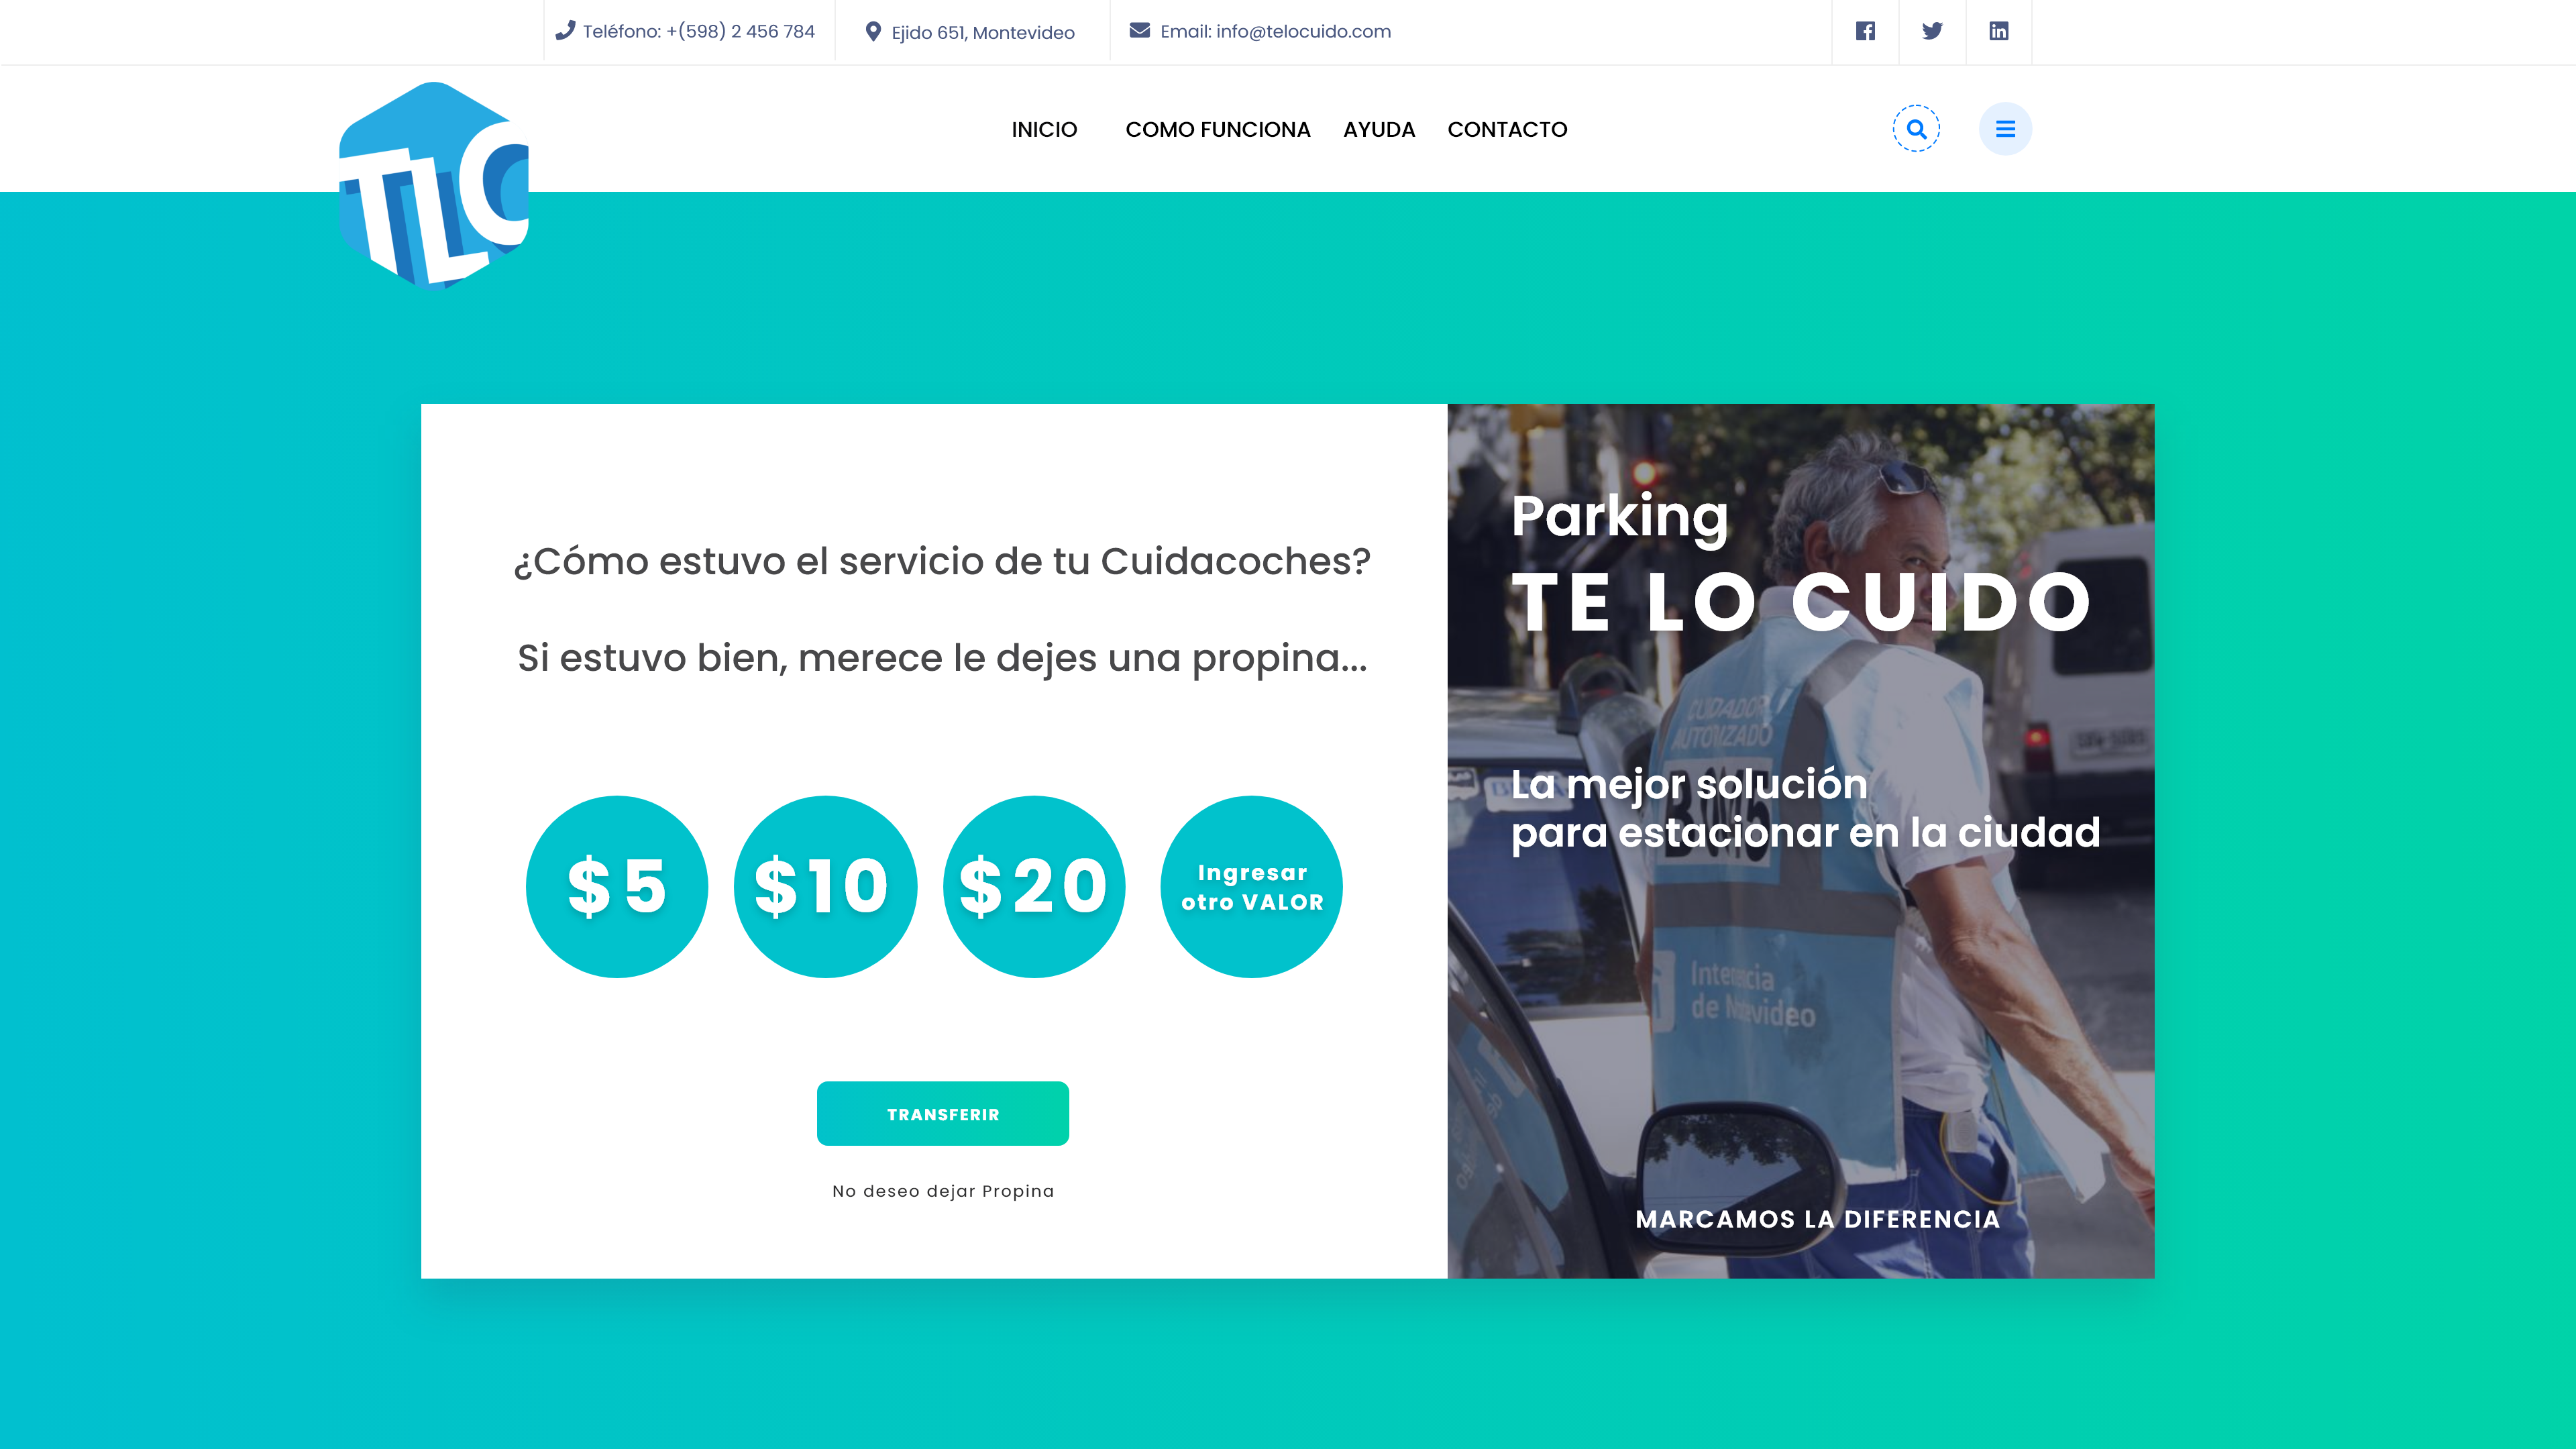 Teléfono: +(598) 2 456 784
Ejido 651, Montevideo
Email: info@telocuido.com
TLC
INICIO COMO FUNCIONA AYUDA CONTACTO
¿Cómo estuvo el servicio de tu Cuidacoches?
Si estuvo bien, merece le dejes una propina...
$5
$10
$20
Ingresar
otro VALOR
TRANSFERIR
No deseo dejar Propina
Parking
TE LO CUIDO
CUIDADOR
AUTORIZADO
La mejor solución
para estacionar en la ciudad
de
MARCAMOS LA DIFERENCIA